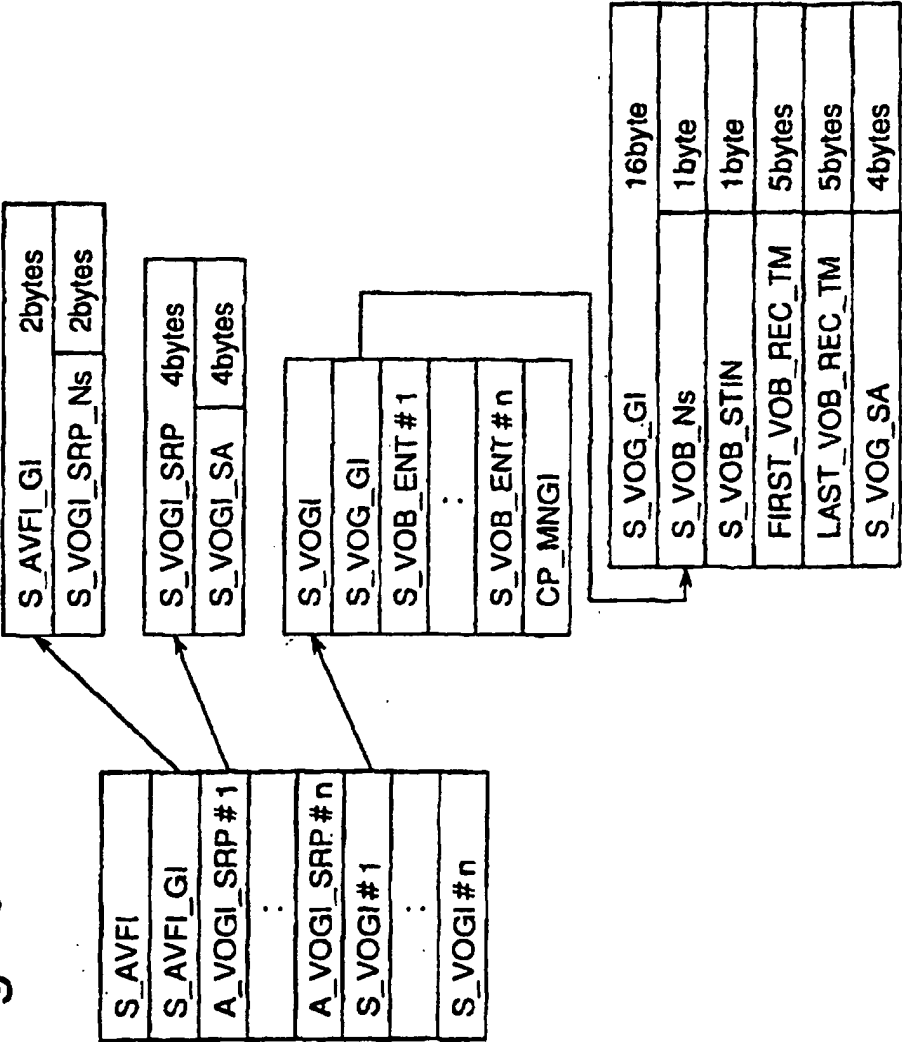 S_AVFI
S_AVFI_GI
A_VOGI_SRP#1
:
A_VOGI_SRP.#n
S_VOGI#1
:
S_VOGI#n
S_AVFI_GI 2bytes
S_VOGI_SRP_Ns 2bytes
S_VOGI_SRP 4bytes
S_VOGI_SA 4bytes
S_VOGI
S_VOG_GI
S_VOB_ENT#1
:
S_VOB_ENT#n
CP_MNGI
S_VOG_GI 16byte
S_VOB_Ns 1byte
S_VOB_STIN 1byte
FIRST_VOB_REC_TM 5bytes
LAST_VOB_REC_TM 5bytes
S_VOG_SA 4bytes